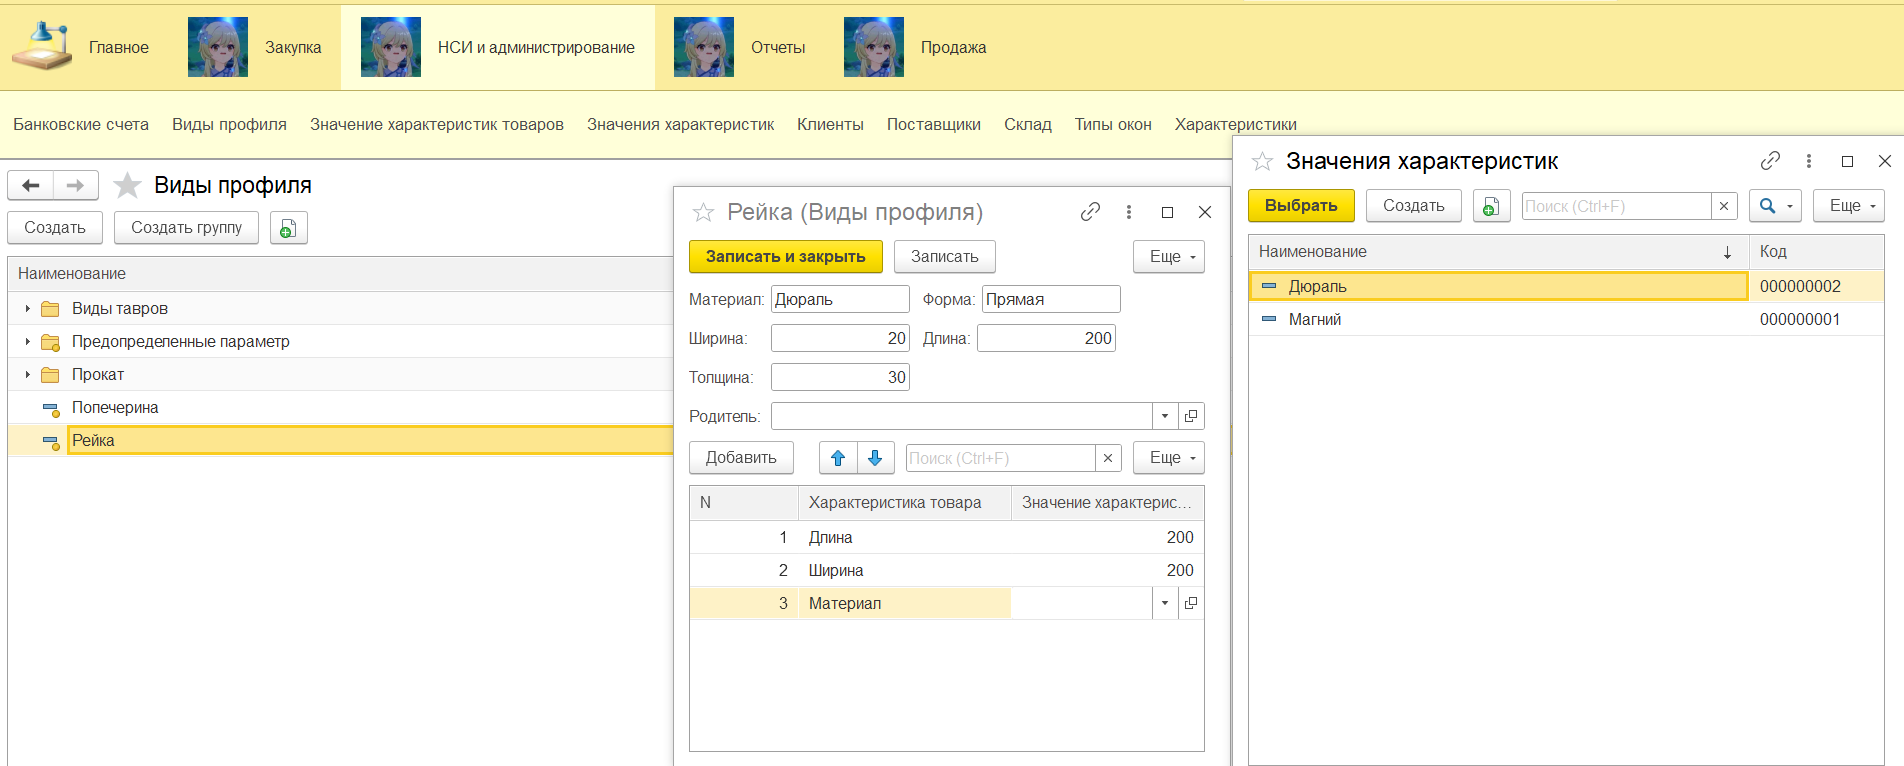 Главное
Закупка
НСИ и администрирование
Отчеты
Продажа
Банковские счета
Виды профиля
Значение характеристик товаров
Значения характеристик
Клиенты
Поставщики
Склад
Типы окон
Характеристики
Виды профиля
Создать
Создать группу
Наименование
Виды тавров
Предопределенные параметр
Прокат
Попечерина
Рейка
Рейка (Виды профиля)
Записать и закрыть
Записать
Еще
Материал: Дюраль
Форма: Прямая
Ширина: 20
Длина: 200
Толщина: 30
Родитель:
Добавить
Поиск (Ctrl+F)
Еще
N Характеристика товара Значение характерис...
1 Длина 200
2 Ширина 200
3 Материал
Значения характеристик
Выбрать
Создать
Поиск (Ctrl+F)
Еще
Наименование Код
Дюраль 000000002
Магний 000000001